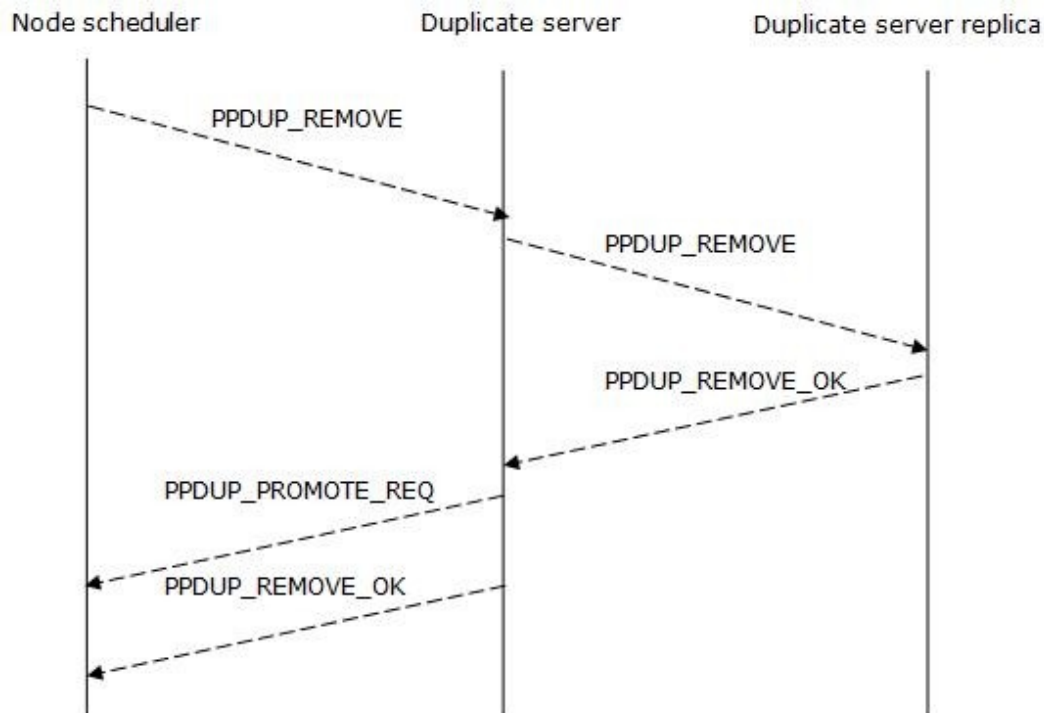 Node scheduler
Duplicate server
Duplicate server replica
PPDUP_REMOVE
PPDUP_REMOVE
PPDUP_REMOVE_OK
PPDUP_PROMOTE_REQ
PPDUP_REMOVE_OK